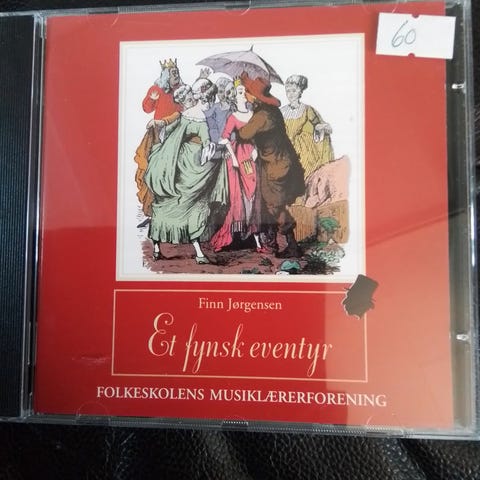 60
Finn Jørgensen
Et fynsk eventyr
FOLKESKOLENS MUSIKLÆRERFORENING